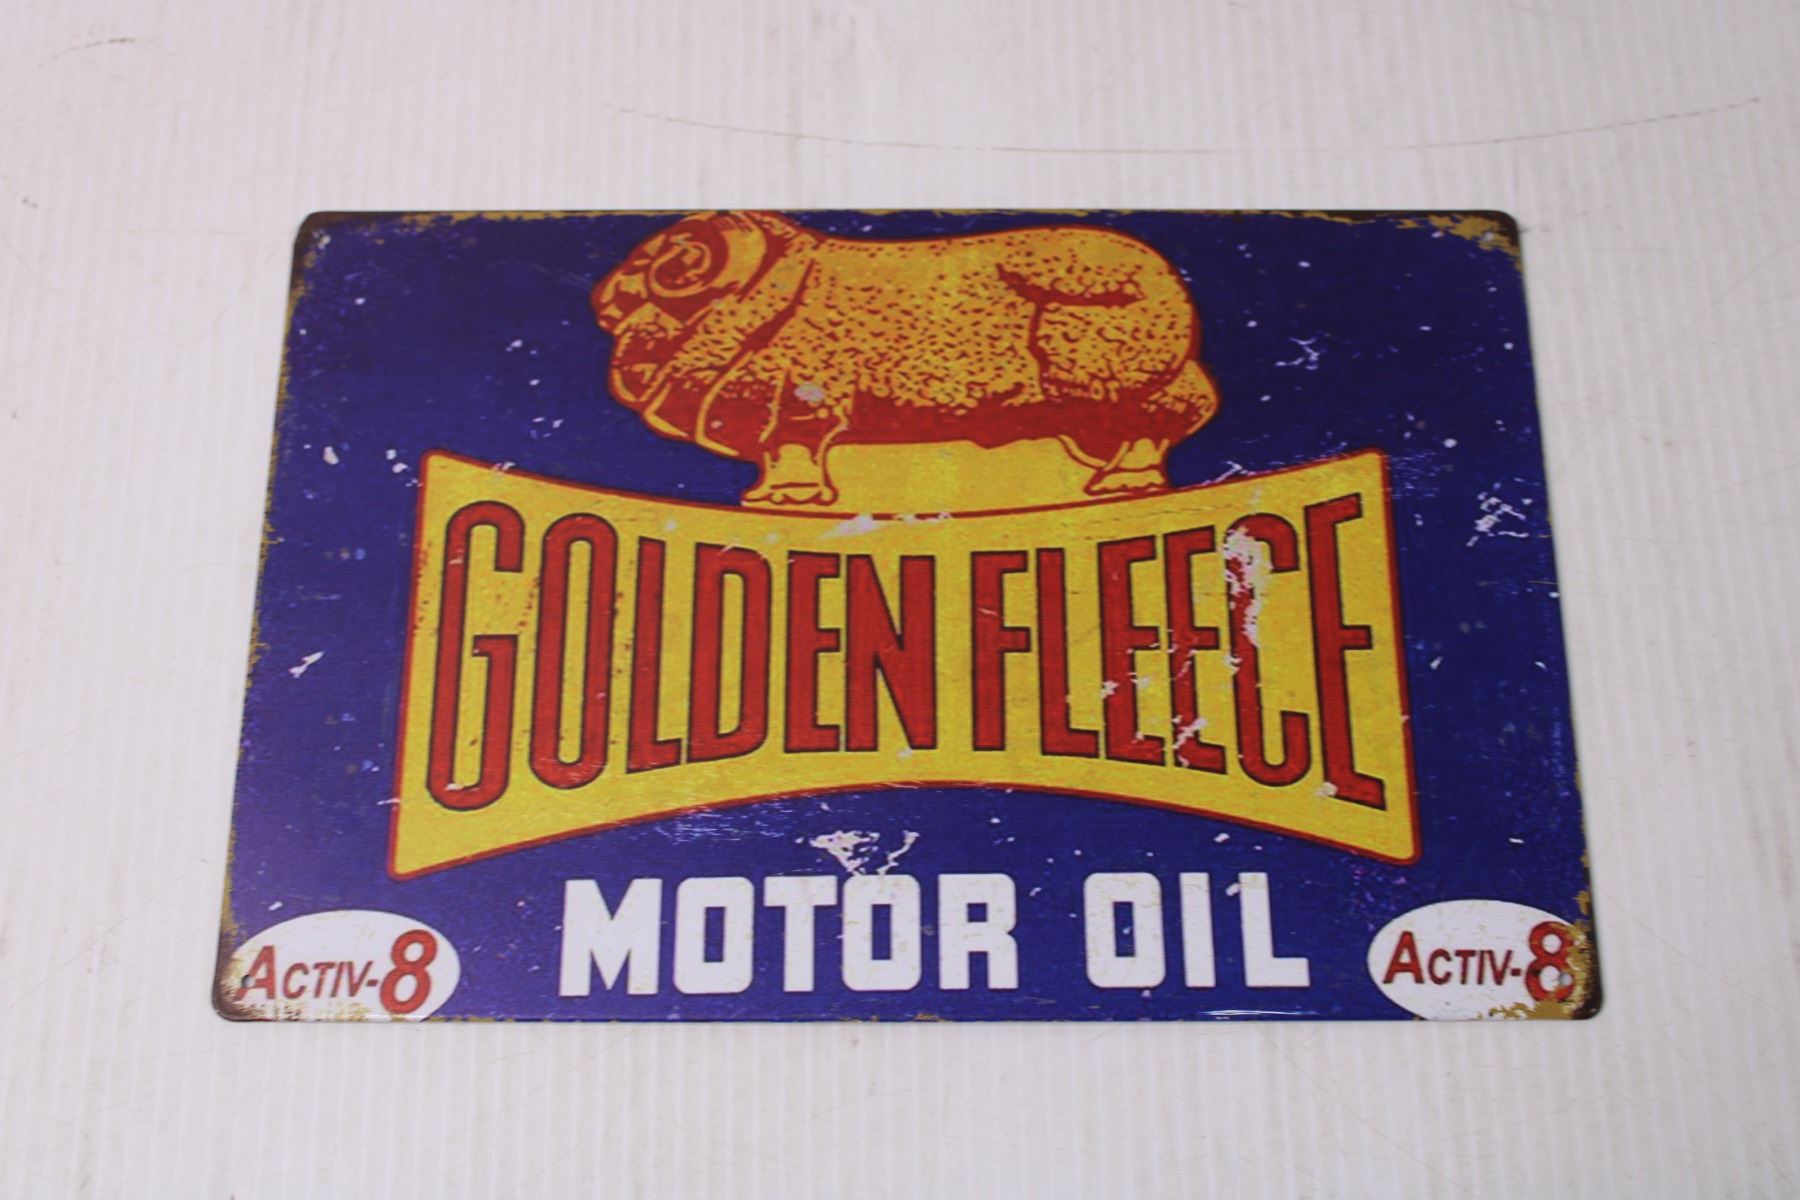 GOLDEN FLEECE
MOTOR OIL
ACTIV-8
ACTIV-8